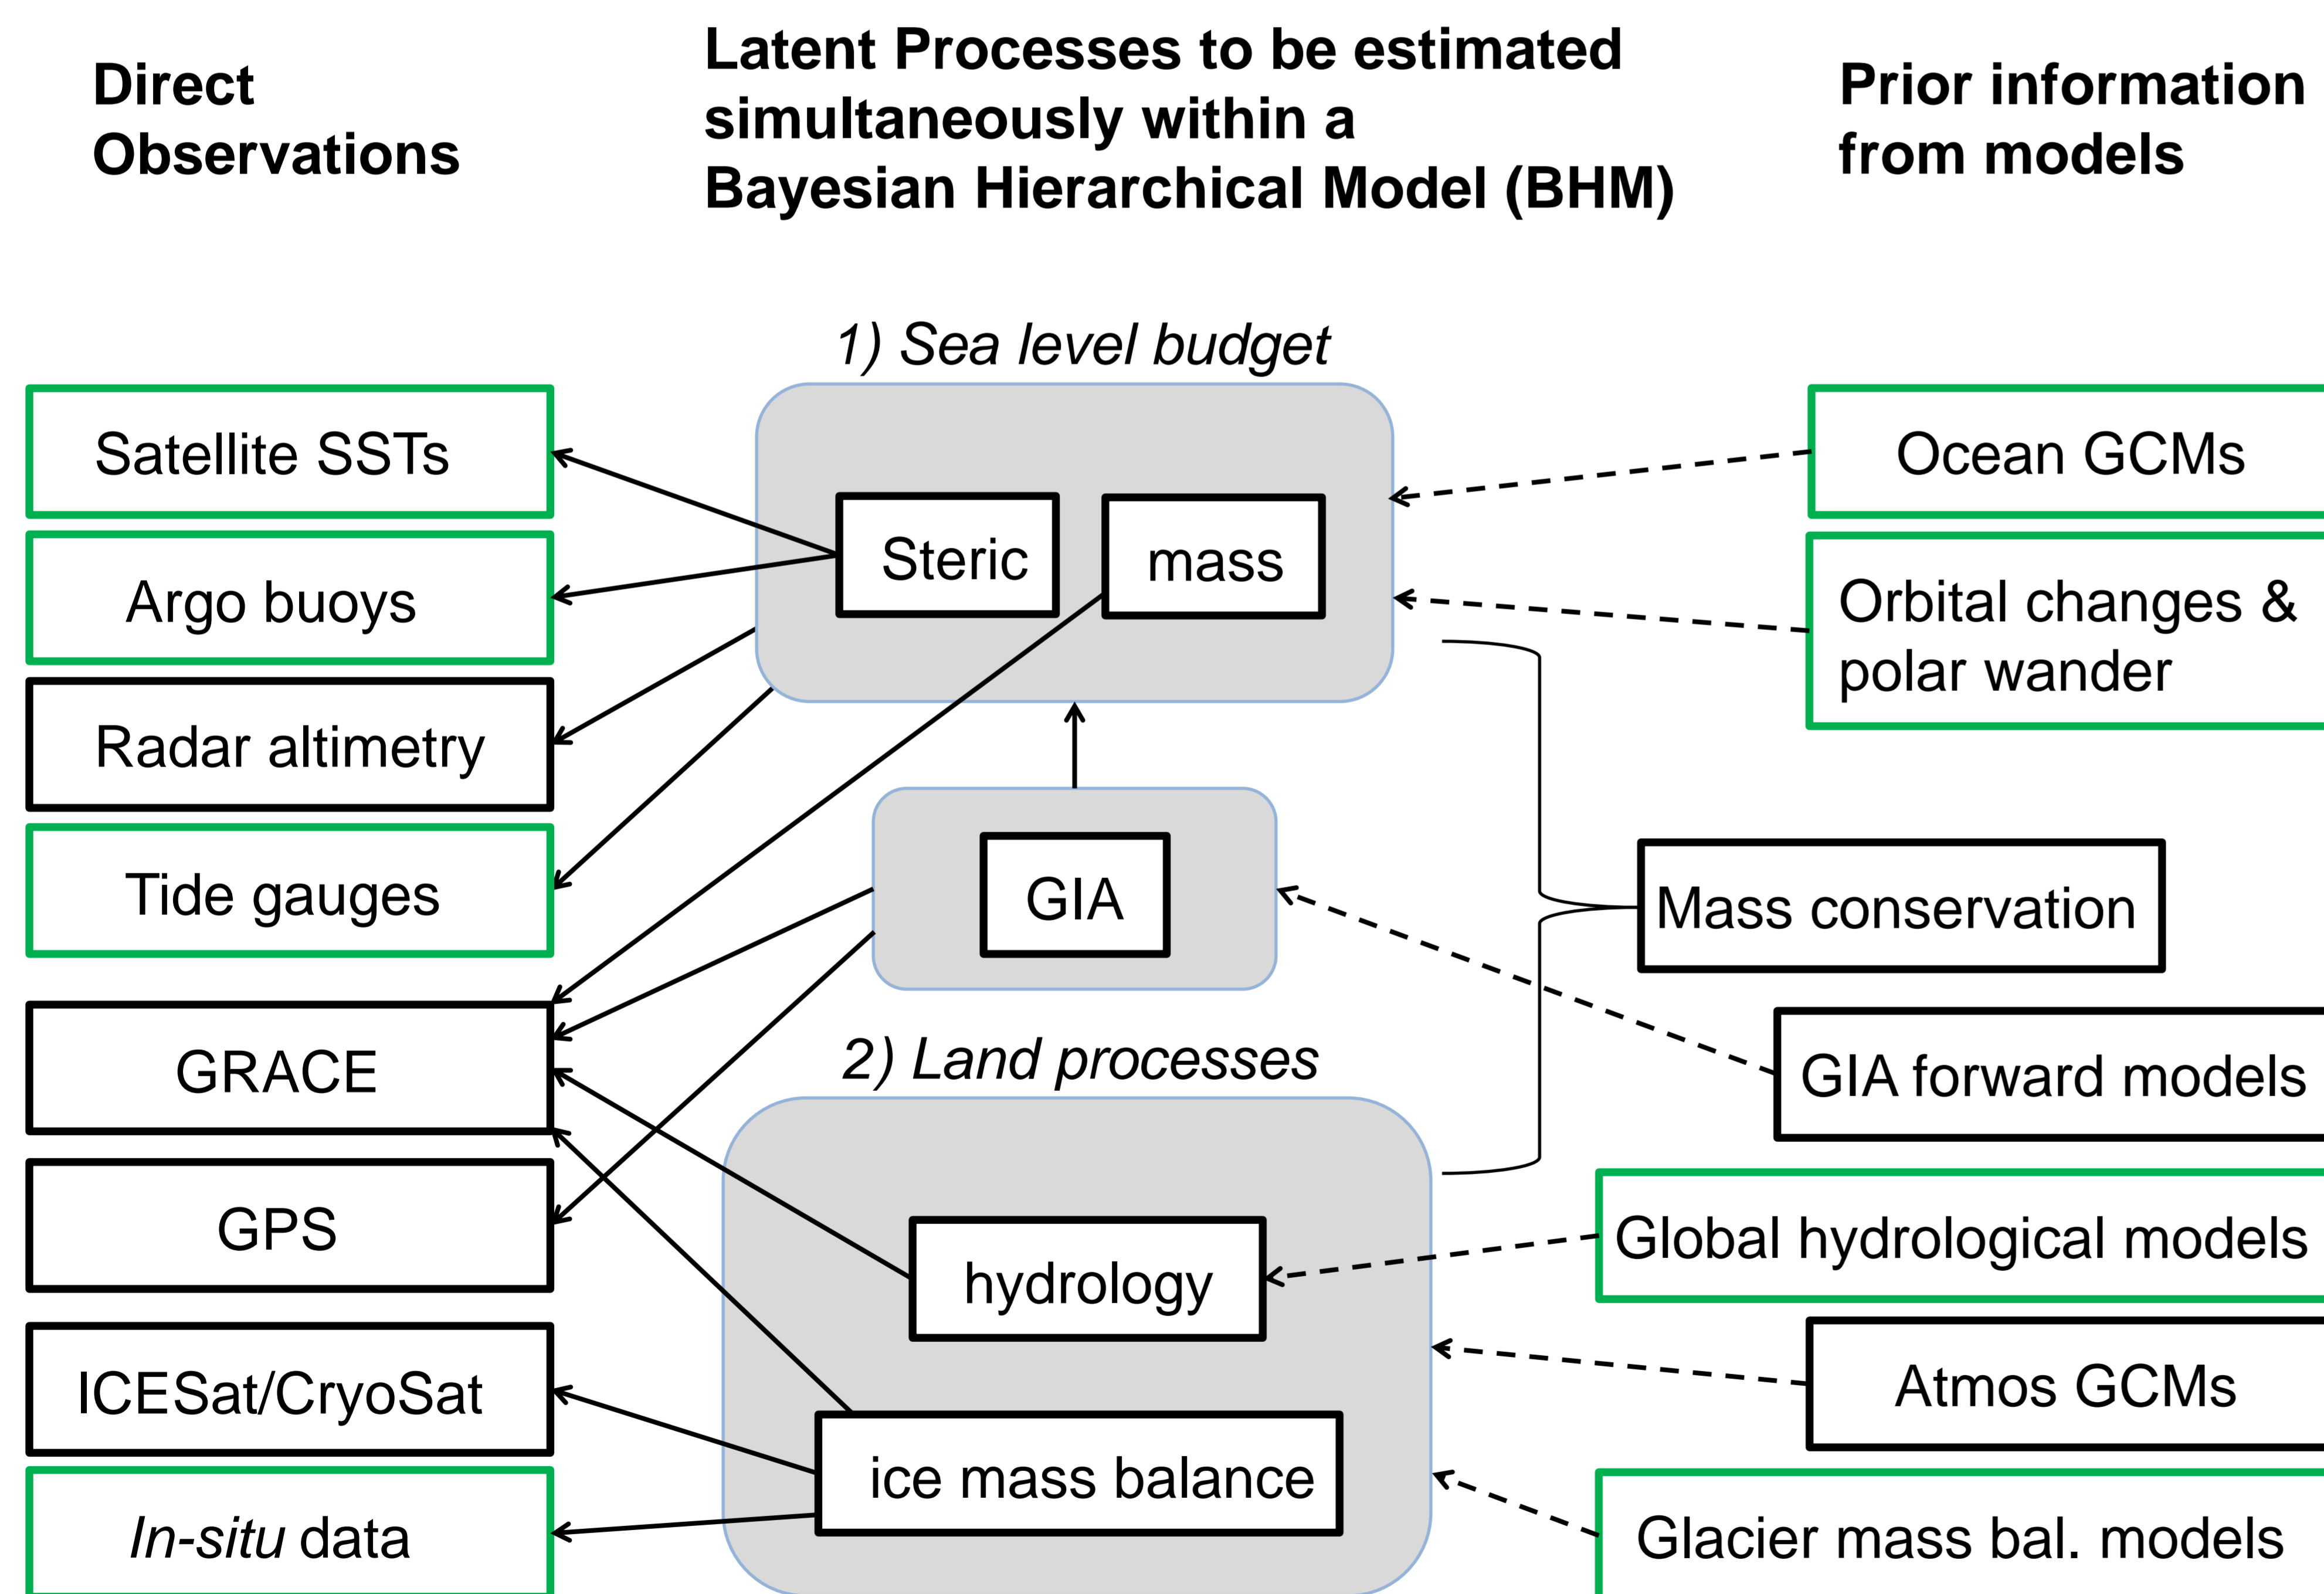 Direct
Observations
Latent Processes to be estimated
simultaneously within a
Bayesian Hierarchical Model (BHM)
Prior information
from models
1) Sea level budget
Satellite SSTs
Argo buoys
Radar altimetry
Tide gauges
GRACE
GPS
ICESat/CryoSat
In-situ data
Steric
mass
GIA
2) Land processes
hydrology
ice mass balance
Ocean GCMs
Orbital changes &
polar wander
Mass conservation
GIA forward models
Global hydrological models
Atmos GCMs
Glacier mass bal. models